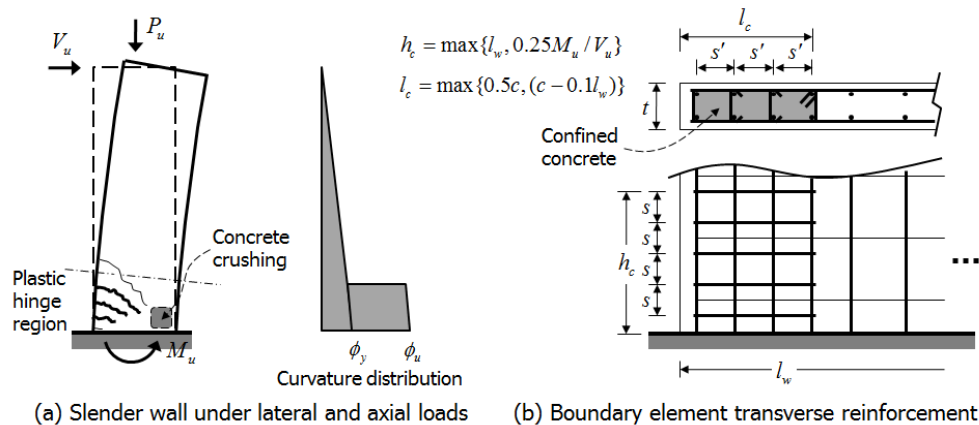 P_u
V_u
h_c = max{l_w, 0.25M_u/V_u}
l_c = max{0.5c, (c − 0.1l_w)}
Concrete
crushing
Plastic
hinge
region
M_u
ϕ_y
ϕ_u
Curvature distribution
(a) Slender wall under lateral and axial loads
l_c
s′ s′ s′
t
Confined
concrete
s
s
h_c s
s
...
l_w
(b) Boundary element transverse reinforcement